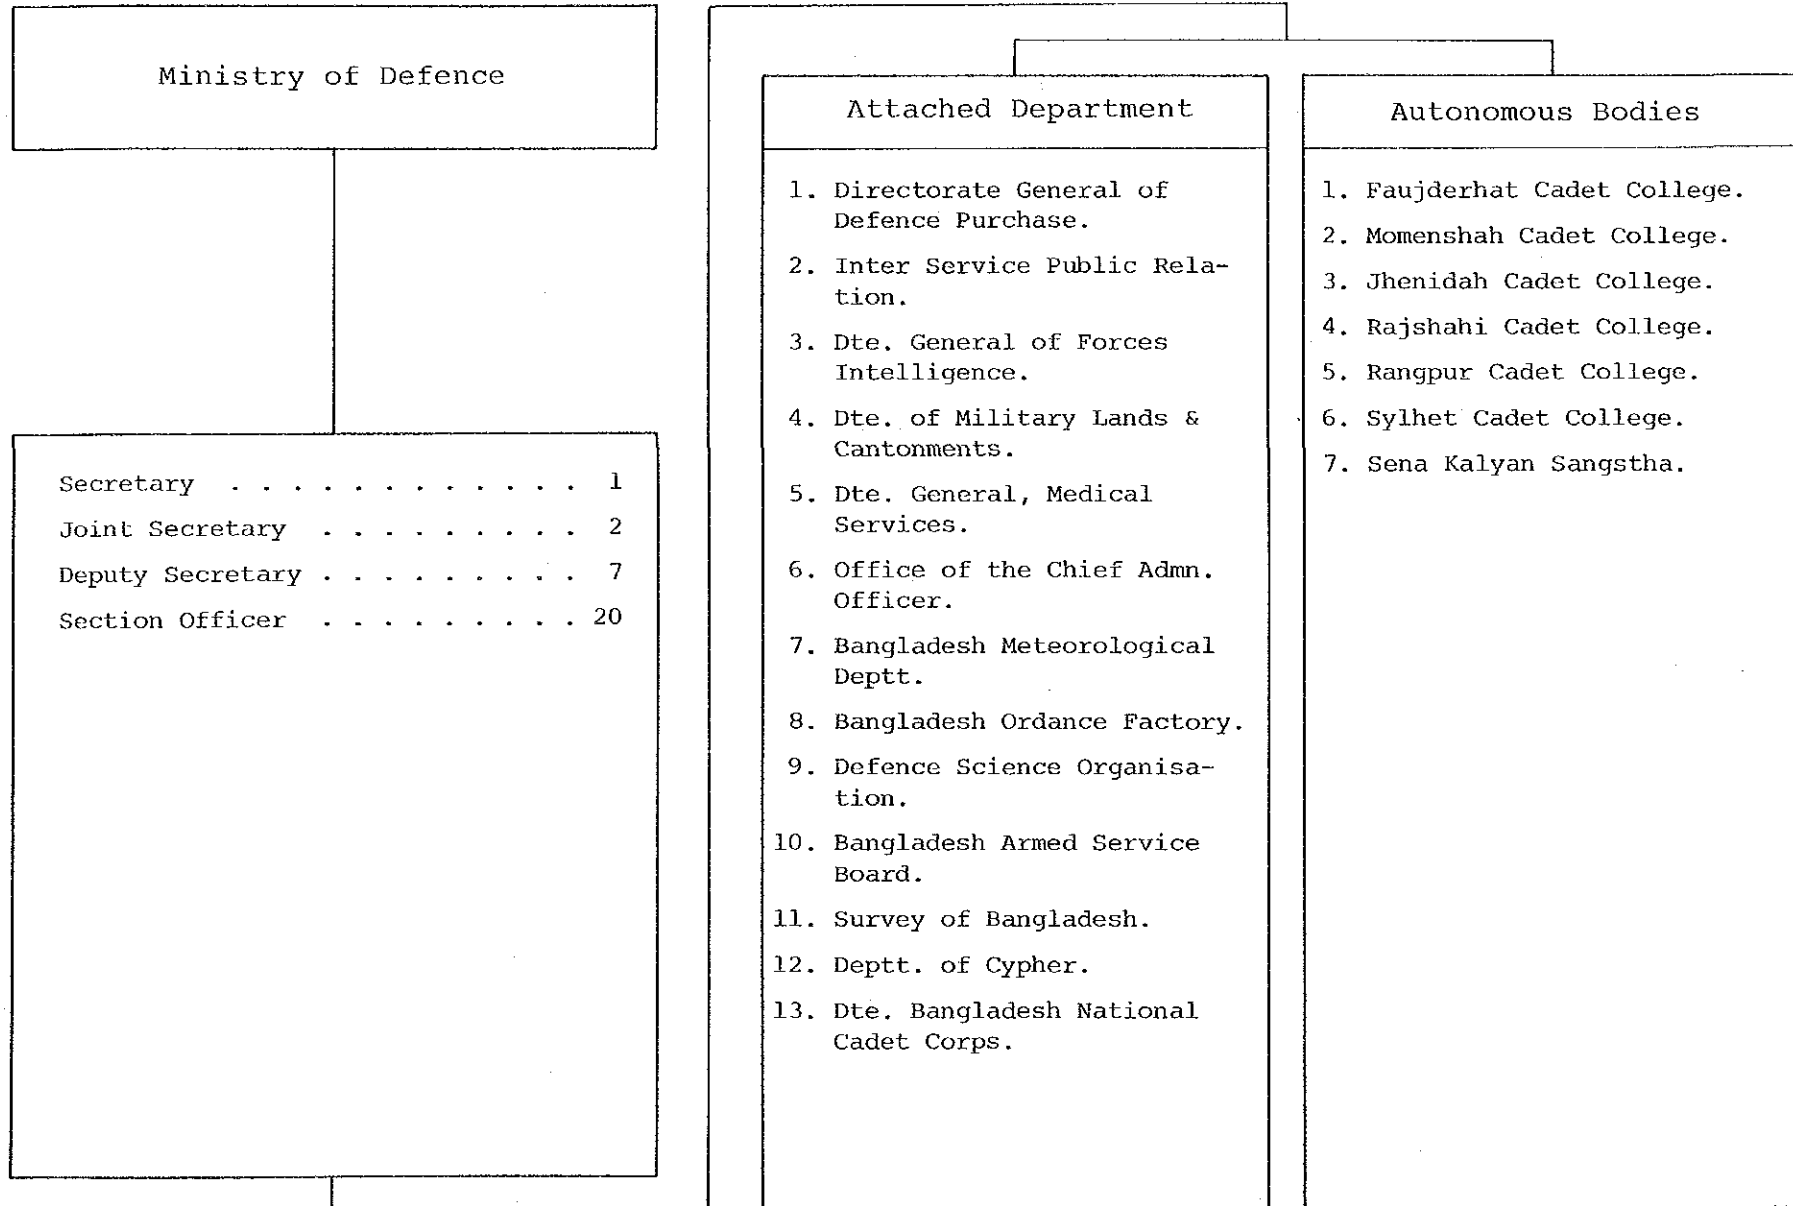 Ministry of Defence
Secretary . . . . . . . . . . . . 1
Joint Secretary . . . . . . . . . 2
Deputy Secretary . . . . . . . . . 7
Section Officer . . . . . . . . . 20
Attached Department
1. Directorate General of
Defence Purchase.
2. Inter Service Public Rela-
tion.
3. Dte. General of Forces
Intelligence.
4. Dte. of Military Lands &
Cantonments.
5. Dte. General, Medical
Services.
6. Office of the Chief Admn.
Officer.
7. Bangladesh Meteorological
Deptt.
8. Bangladesh Ordance Factory.
9. Defence Science Organisa-
tion.
10. Bangladesh Armed Service
Board.
11. Survey of Bangladesh.
12. Deptt. of Cypher.
13. Dte. Bangladesh National
Cadet Corps.
Autonomous Bodies
1. Faujderhat Cadet College.
2. Momenshah Cadet College.
3. Jhenidah Cadet College.
4. Rajshahi Cadet College.
5. Rangpur Cadet College.
6. Sylhet Cadet College.
7. Sena Kalyan Sangstha.